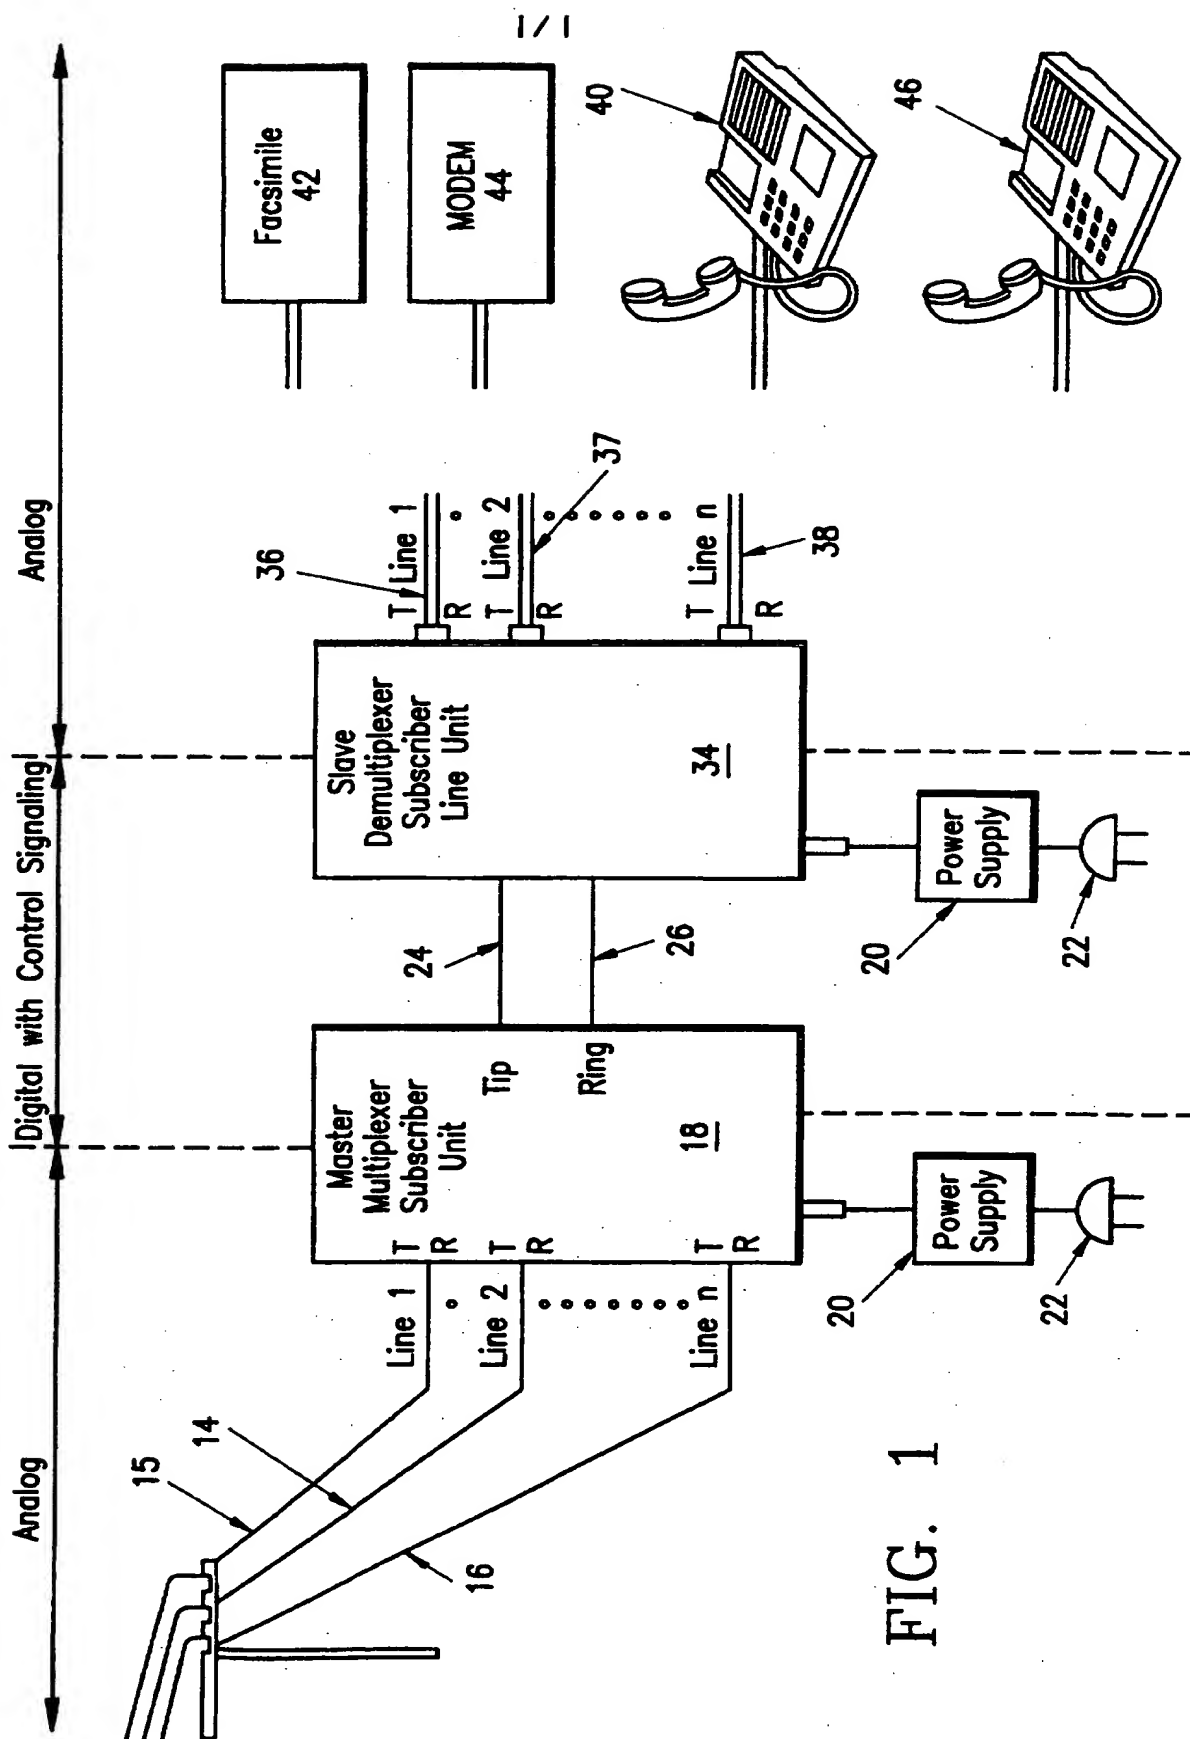 1/1
Analog
Digital with Control Signaling
Analog
15
14
16
Line 1
Line 2
Line n
T
R
T
R
T
R
Master
Multiplexer
Subscriber
Unit
18
Tip
Ring
24
26
Slave
Demultiplexer
Subscriber
Line Unit
34
T
R
T
R
T
R
Line 1
Line 2
Line n
36
37
38
Facsimile
42
MODEM
44
40
46
Power
Supply
20
22
Power
Supply
20
22
FIG. 1